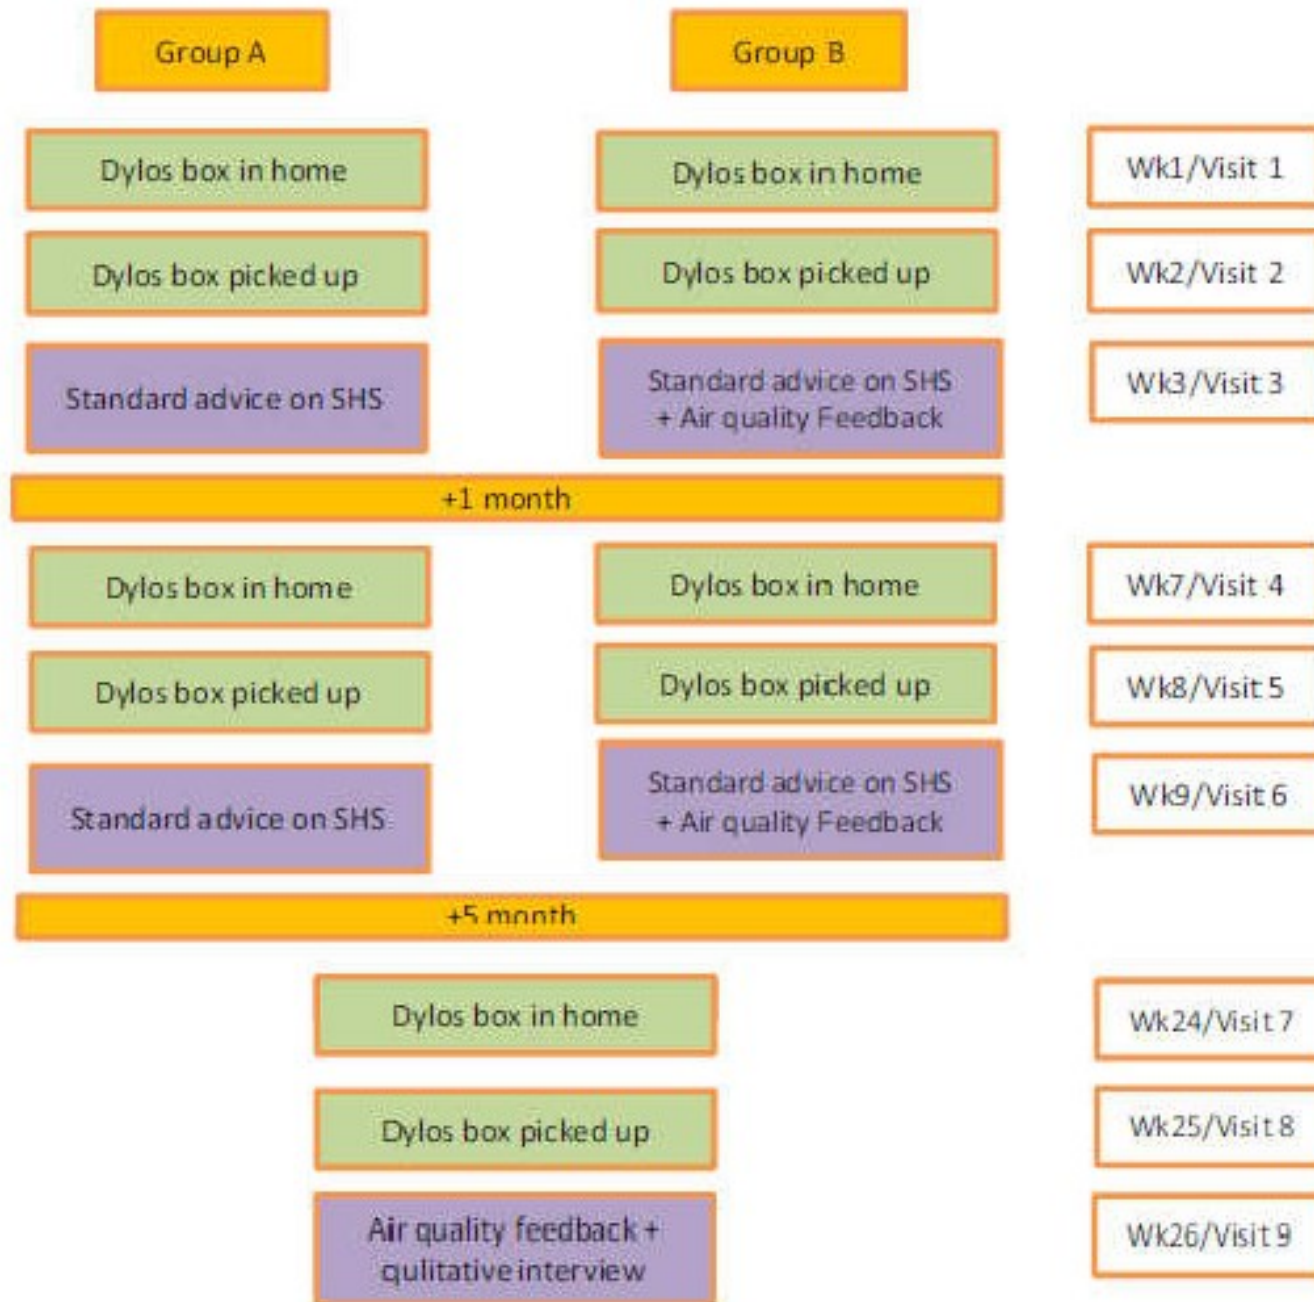 Group A
Group B
Dylos box in home
Dylos box in home
Wk1/Visit 1
Dylos box picked up
Dylos box picked up
Wk2/Visit 2
Standard advice on SHS
Standard advice on SHS
+ Air quality Feedback
Wk3/Visit 3
+1 month
Dylos box in home
Dylos box in home
Wk7/Visit 4
Dylos box picked up
Dylos box picked up
Wk8/Visit 5
Standard advice on SHS
Standard advice on SHS
+ Air quality Feedback
Wk9/Visit 6
+5 month
Dylos box in home
Wk24/Visit 7
Dylos box picked up
Wk25/Visit 8
Air quality feedback +
qulitative interview
Wk26/Visit 9